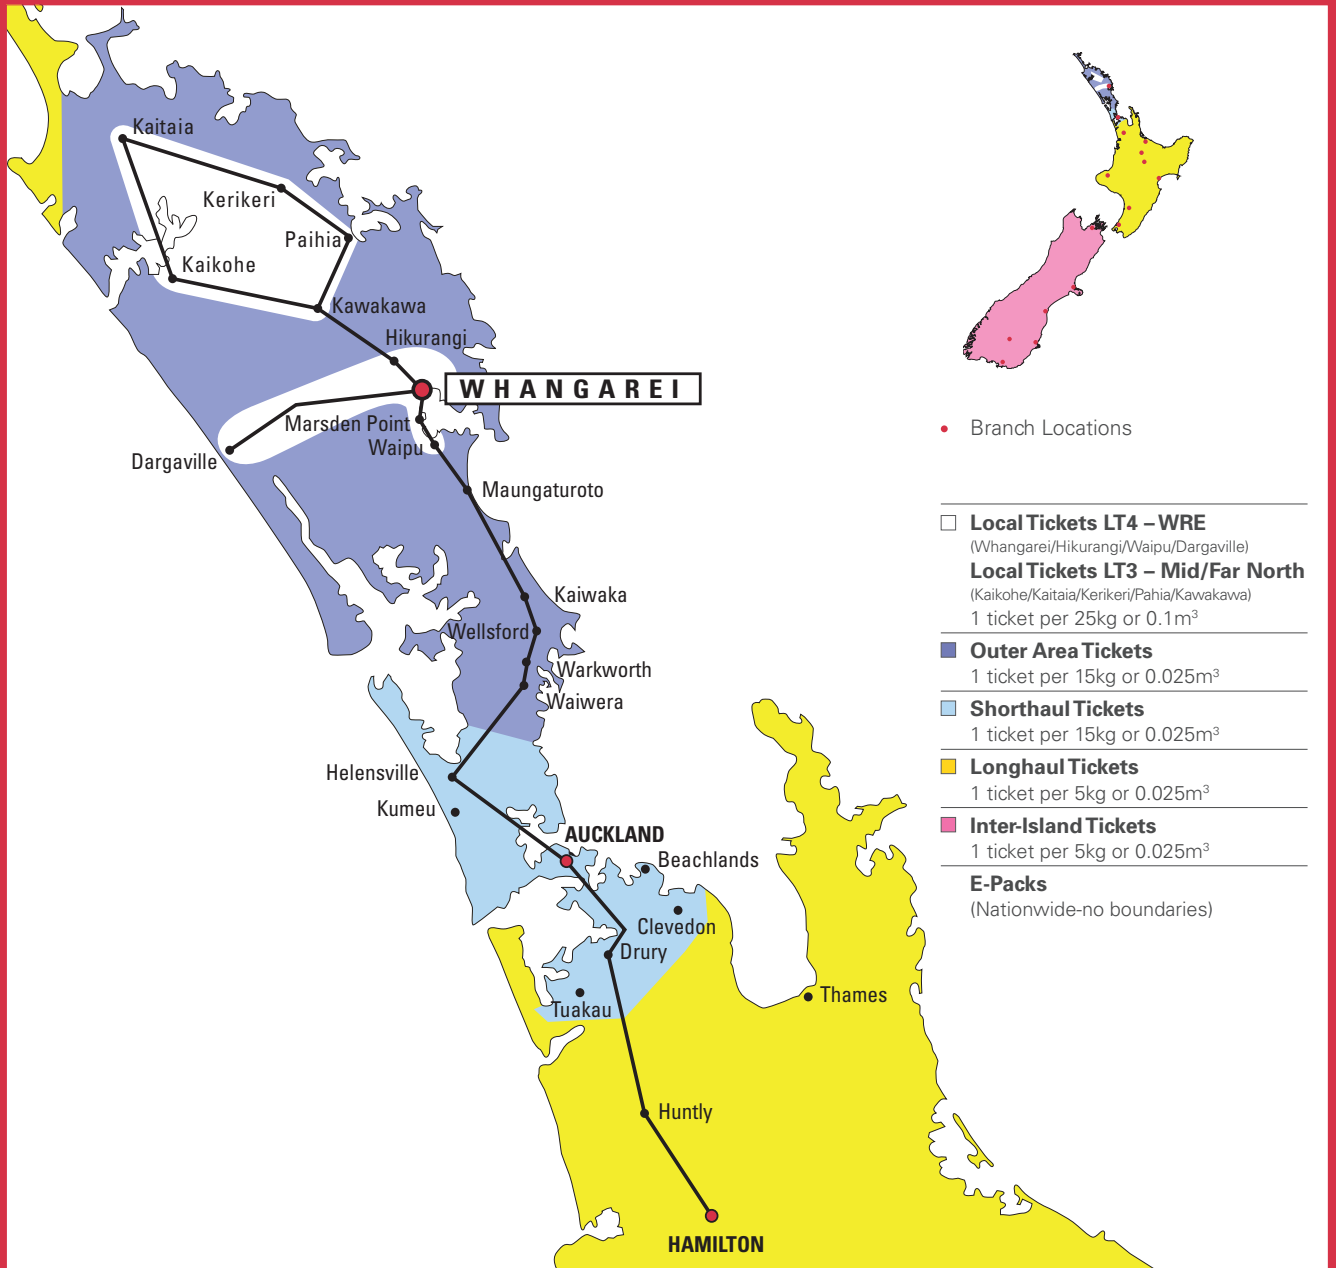 Kaitaia
Kerikeri
Paihia
Kaikohe
Kawakawa
Hikurangi
WHANGAREI
Marsden Point
Waipu
Dargaville
Maungaturoto
Kaiwaka
Wellsford
Warkworth
Waiwera
Helensville
Kumeu
AUCKLAND
Beachlands
Clevedon
Drury
Tuakau
Thames
Huntly
HAMILTON
Branch Locations
Local Tickets LT4 – WRE
(Whangarei/Hikurangi/Waipu/Dargaville)
Local Tickets LT3 – Mid/Far North
(Kaikohe/Kaitaia/Kerikeri/Pahia/Kawakawa)
1 ticket per 25kg or 0.1m³
Outer Area Tickets
1 ticket per 15kg or 0.025m³
Shorthaul Tickets
1 ticket per 15kg or 0.025m³
Longhaul Tickets
1 ticket per 5kg or 0.025m³
Inter-Island Tickets
1 ticket per 5kg or 0.025m³
E-Packs
(Nationwide-no boundaries)